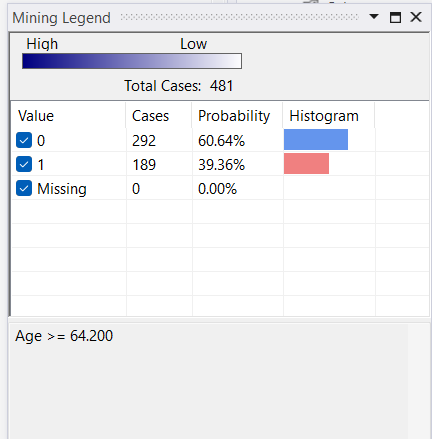 Mining Legend
High Low
Total Cases: 481
Value Cases Probability Histogram
0 292 60.64%
1 189 39.36%
Missing 0 0.00%
Age >= 64.200